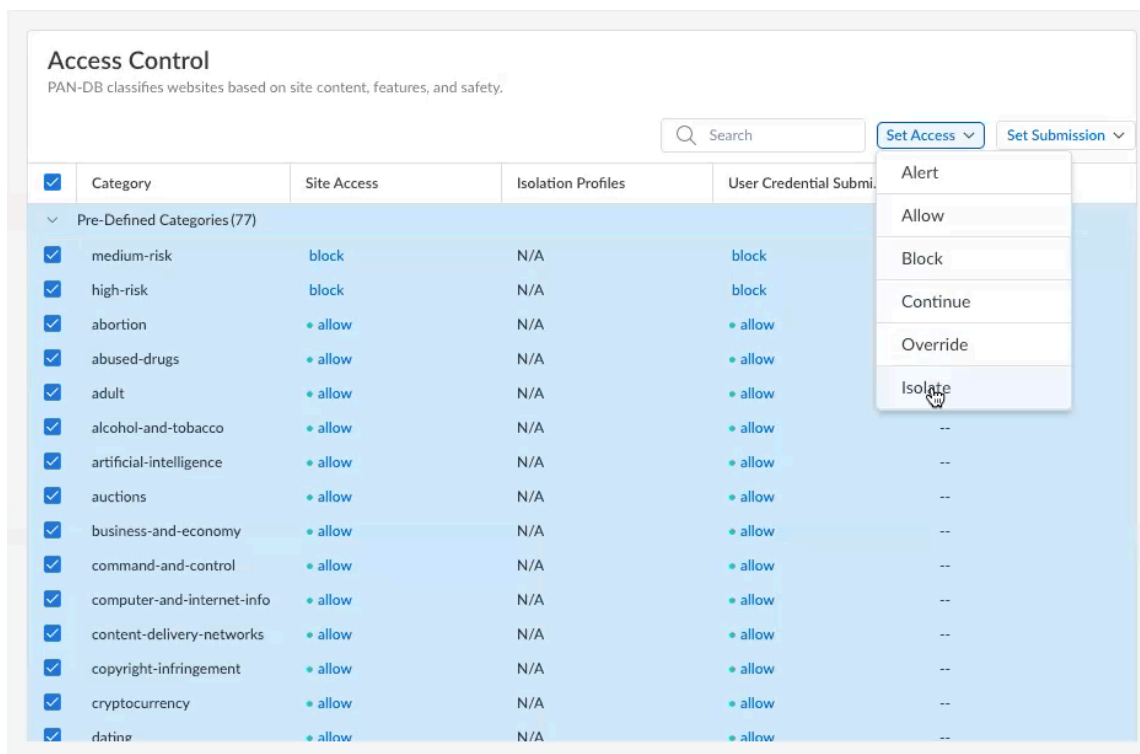 Access Control
PAN-DB classifies websites based on site content, features, and safety.
Search Set Access Set Submission
Category Site Access Isolation Profiles User Credential Submi.
Alert
Pre-Defined Categories (77)
Allow
medium-risk block N/A block
Block
high-risk block N/A block
Continue
abortion allow N/A allow
Override
abused-drugs allow N/A allow
Isolate
adult allow N/A allow
alcohol-and-tobacco allow N/A allow --
artificial-intelligence allow N/A allow --
auctions allow N/A allow --
business-and-economy allow N/A allow --
command-and-control allow N/A allow --
computer-and-internet-info allow N/A allow --
content-delivery-networks allow N/A allow --
copyright-infringement allow N/A allow --
cryptocurrency allow N/A allow --
dating allow N/A allow --